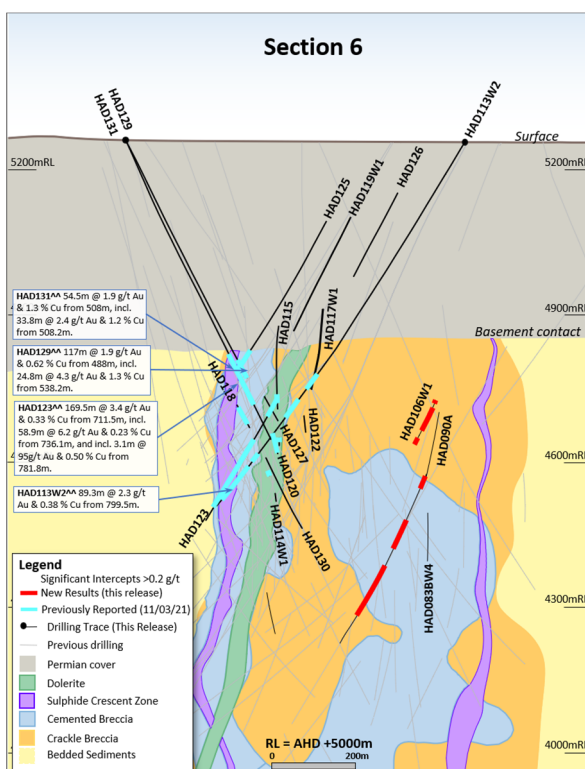 Section 6
HAD129
HAD131
HAD113W2
Surface
5200mRL
5200mRL
HAD125
HAD119W1
HAD126
HAD131^^ 54.5m @ 1.9 g/t Au
& 1.3 % Cu from 508m, incl.
33.8m @ 2.4 g/t Au & 1.2 % Cu
from 508.2m.
HAD115
HAD117W1
4900mRL
Basement contact
HAD129^^ 117m @ 1.9 g/t Au
& 0.62 % Cu from 488m, incl.
24.8m @ 4.3 g/t Au & 1.3 % Cu
from 538.2m.
HAD118
HAD123^^ 169.5m @ 3.4 g/t Au
& 0.33 % Cu from 711.5m, incl.
58.9m @ 6.2 g/t Au & 0.23 % Cu
from 736.1m, and incl. 3.1m @
95g/t Au & 0.50 % Cu from
781.8m.
HAD106W1
HAD090A
HAD122
HAD127
HAD120
4600mRL
HAD113W2^^ 89.3m @ 2.3 g/t
Au & 0.38 % Cu from 799.5m.
HAD123
HAD114W1
HAD130
HAD083BW4
4300mRL
Legend
Significant Intercepts >0.2 g/t
New Results (this release)
Previously Reported (11/03/21)
Drilling Trace (This Release)
Previous drilling
Permian cover
Dolerite
Sulphide Crescent Zone
Cemented Breccia
Crackle Breccia
Bedded Sediments
RL = AHD +5000m
0 200m
4000mRL